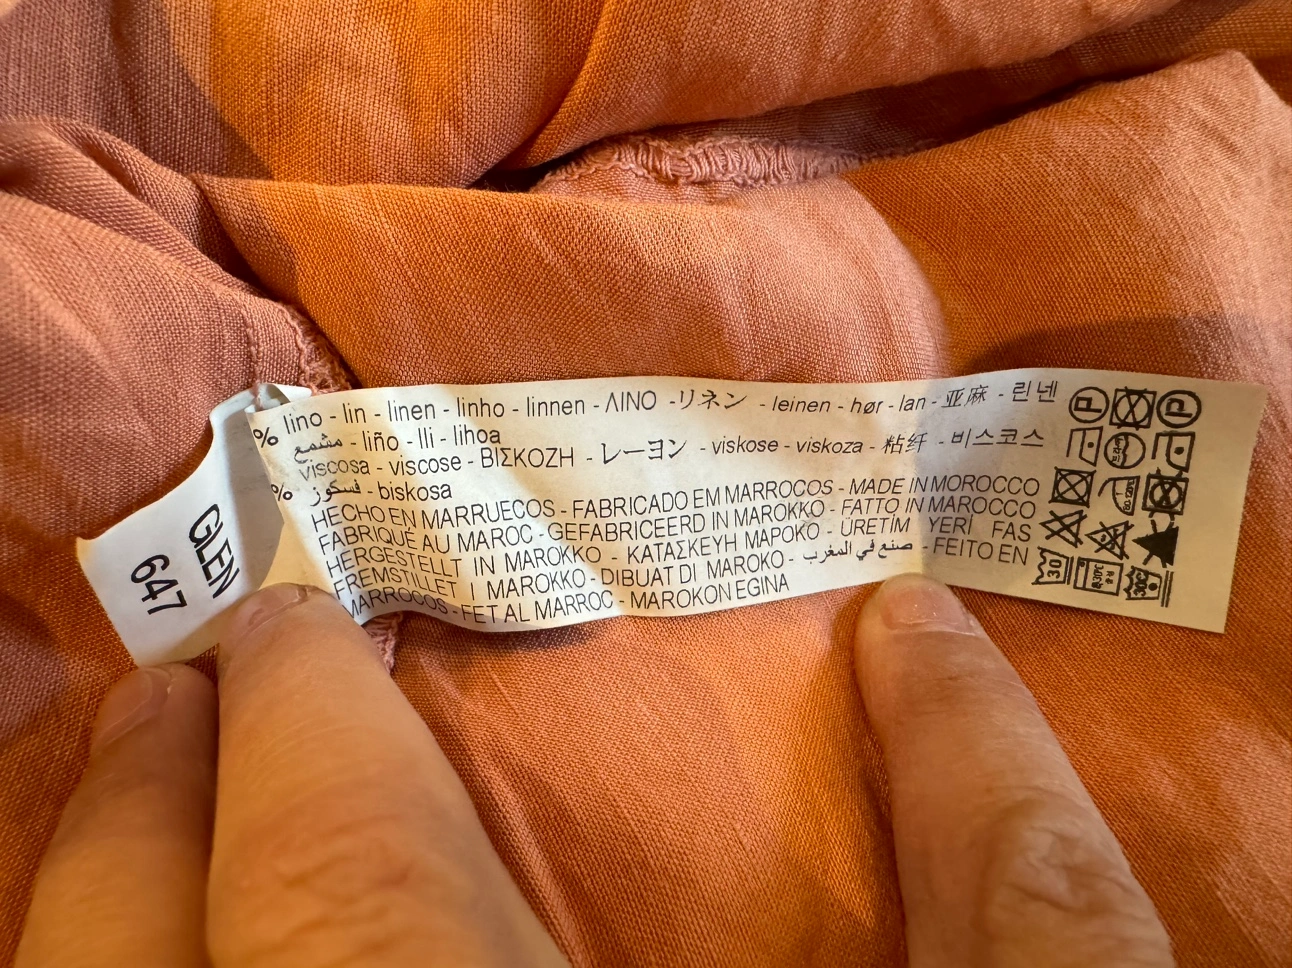 GLEN
647
% lino - lin - linen - linho - linnen - ΛΙΝΟ - リネン - leinen - hør - lan - 亚麻 - 린넨
مشمع - liño - lli - lihoa
viscosa - viscose - ΒΙΣΚΟΖΗ - レーヨン - viskose - viskoza - 粘纤 - 비스코스
% فسكوز - biskosa
HECHO EN MARRUECOS - FABRICADO EM MARROCOS - MADE IN MOROCCO
FABRIQUÉ AU MAROC - GEFABRICEERD IN MAROKKO - FATTO IN MAROCCO
HERGESTELLT IN MAROKKO - ΚΑΤΑΣΚΕΥΗ ΜΑΡΟΚΟ - ÜRETİM YERİ FAS
FREMSTILLET I MAROKKO - DIBUAT DI MAROKO - صنع في المغرب - FEITO EN
MARROCOS - FET AL MARROC - MAROKON EGINA
P P
30